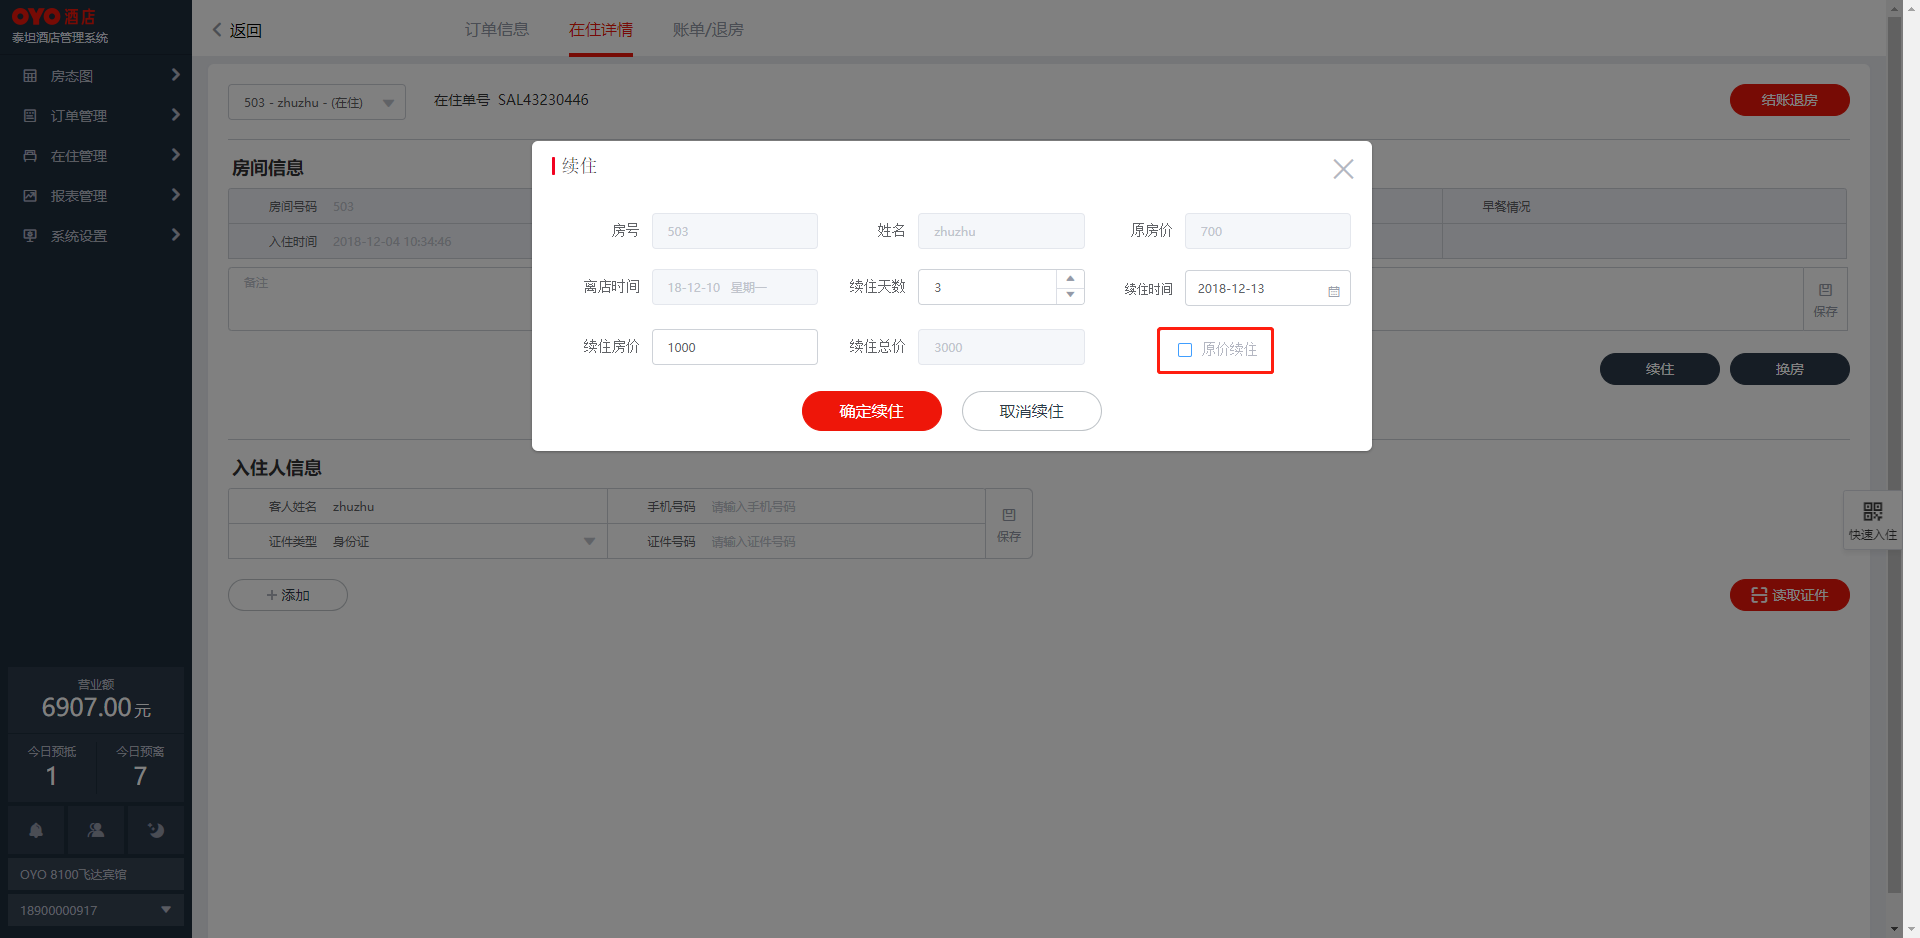 OYO 酒店
泰坦酒店管理系统
房态图
订单管理
在住管理
报表管理
系统设置
营业额
6907.00元
今日预抵
今日预离
1
7
OYO 8100飞达宾馆
18900000917
返回
订单信息
在住详情
账单/退房
503 - zhuzhu - (在住)
在住单号 SAL43230446
结账退房
房间信息
房间号码 503
早餐情况
入住时间 2018-12-04 10:34:46
备注
保存
续住
换房
续住
房号 503
姓名 zhuzhu
原房价 700
离店时间 18-12-10 星期一
续住天数 3
续住时间 2018-12-13
续住房价 1000
续住总价 3000
原价续住
确定续住
取消续住
入住人信息
客人姓名 zhuzhu
手机号码 请输入手机号码
证件类型 身份证
证件号码 请输入证件号码
保存
添加
读取证件
快速入住